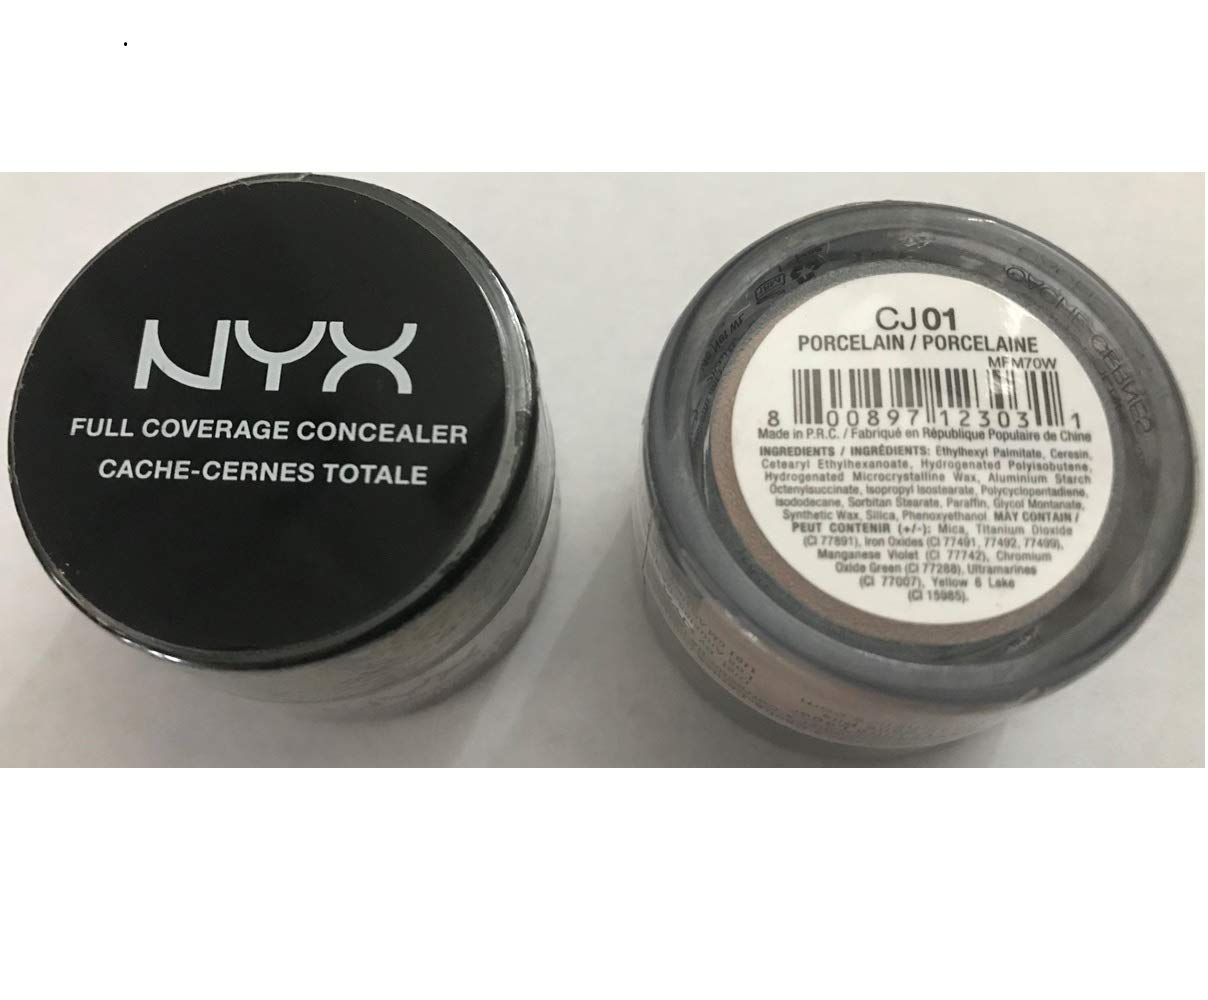 NYX
FULL COVERAGE CONCEALER
CACHE-CERNES TOTALE
CJ01
PORCELAIN / PORCELAINE
MFM70W
8 00897 12303 1
Made in P.R.C. / Fabriqué en République Populaire de Chine
INGREDIENTS / INGRÉDIENTS: Ethylhexyl Palmitate, Ceresin,
Cetearyl Ethylhexanoate, Hydrogenated Polyisobutene,
Hydrogenated Microcrystalline Wax, Aluminum Starch
Octenylsuccinate, Isopropyl Isostearate, Polycyclopentadiene,
Isododecane, Sorbitan Stearate, Paraffin, Glycol Montanate,
Synthetic Wax, Silica, Phenoxyethanol. MAY CONTAIN /
PEUT CONTENIR (+/-): Mica, Titanium Dioxide
(CI 77891), Iron Oxides (CI 77491, 77492, 77499),
Manganese Violet (CI 77742), Chromium
Oxide Green (CI 77288), Ultramarines
(CI 77007), Yellow 6 Lake
(CI 15985).
CACHE-CERNES